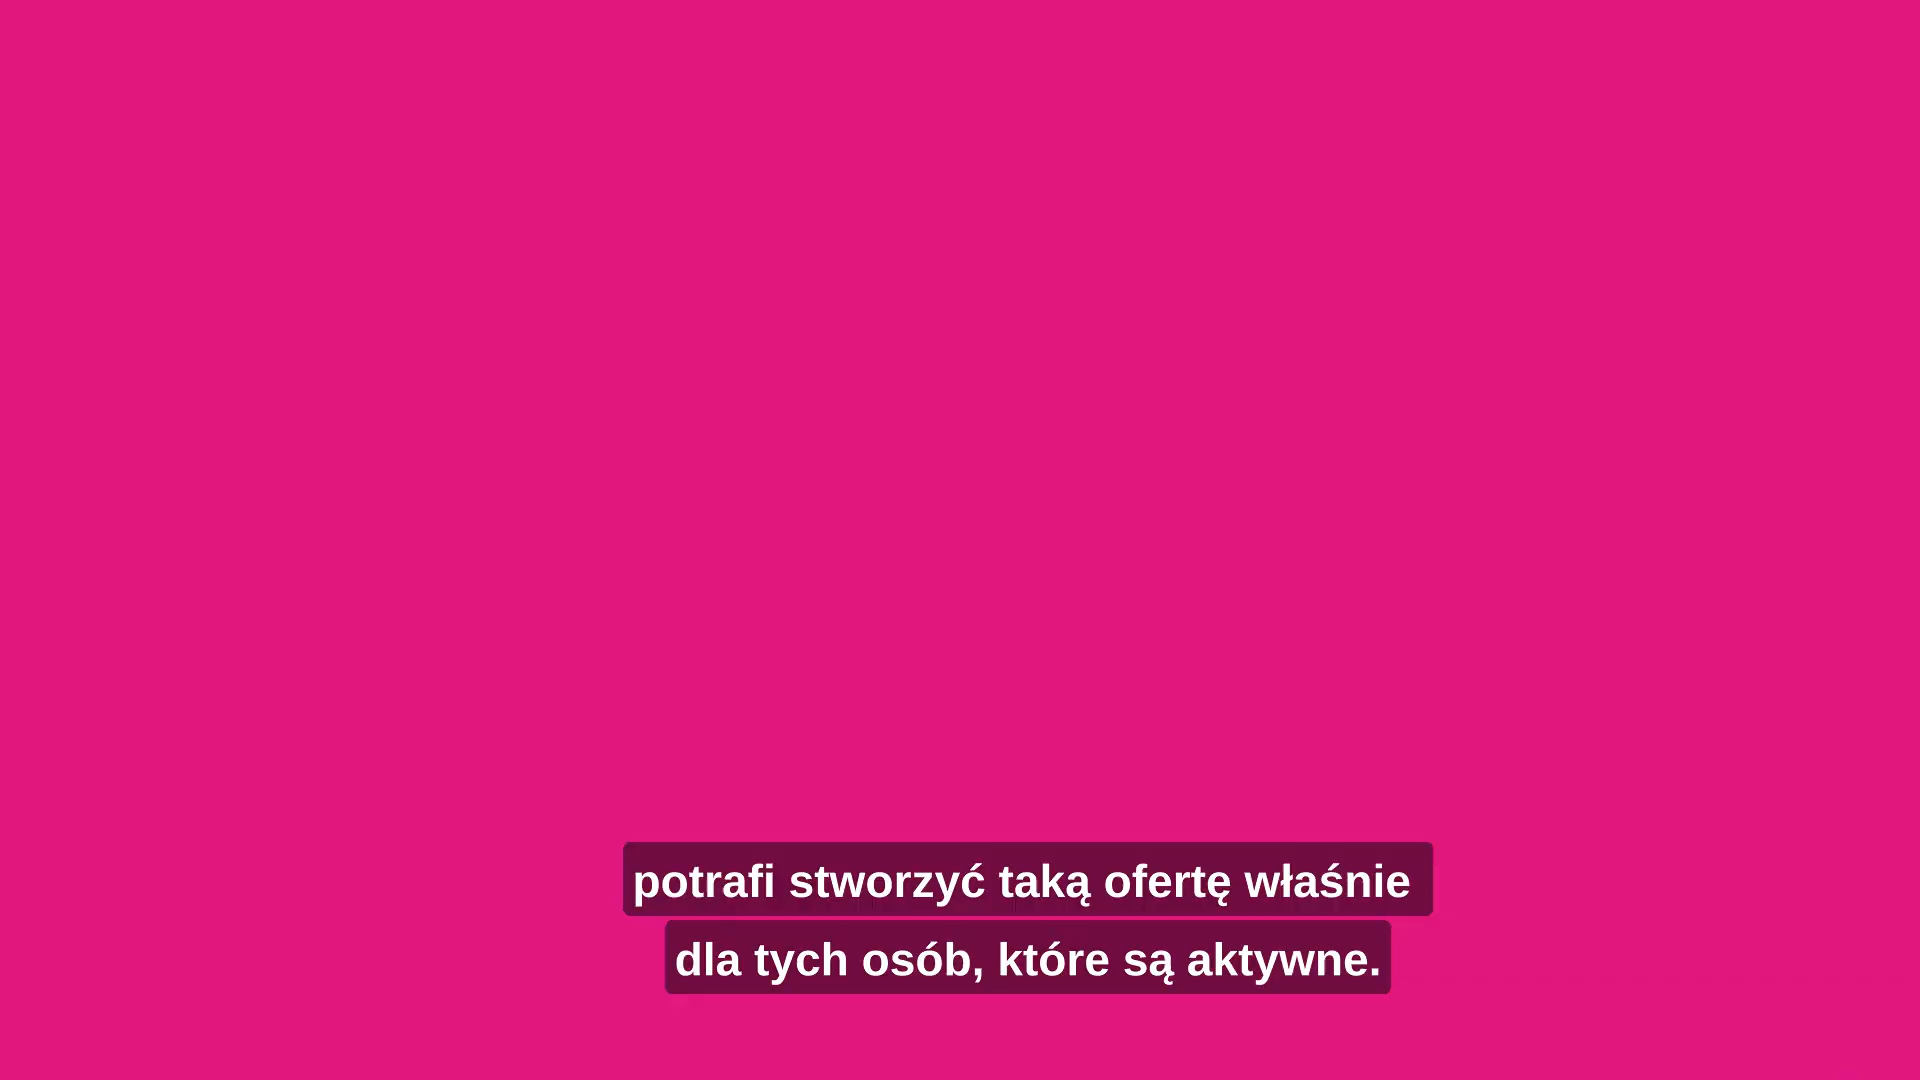 potrafi stworzyć taką ofertę właśnie
dla tych osób, które są aktywne.